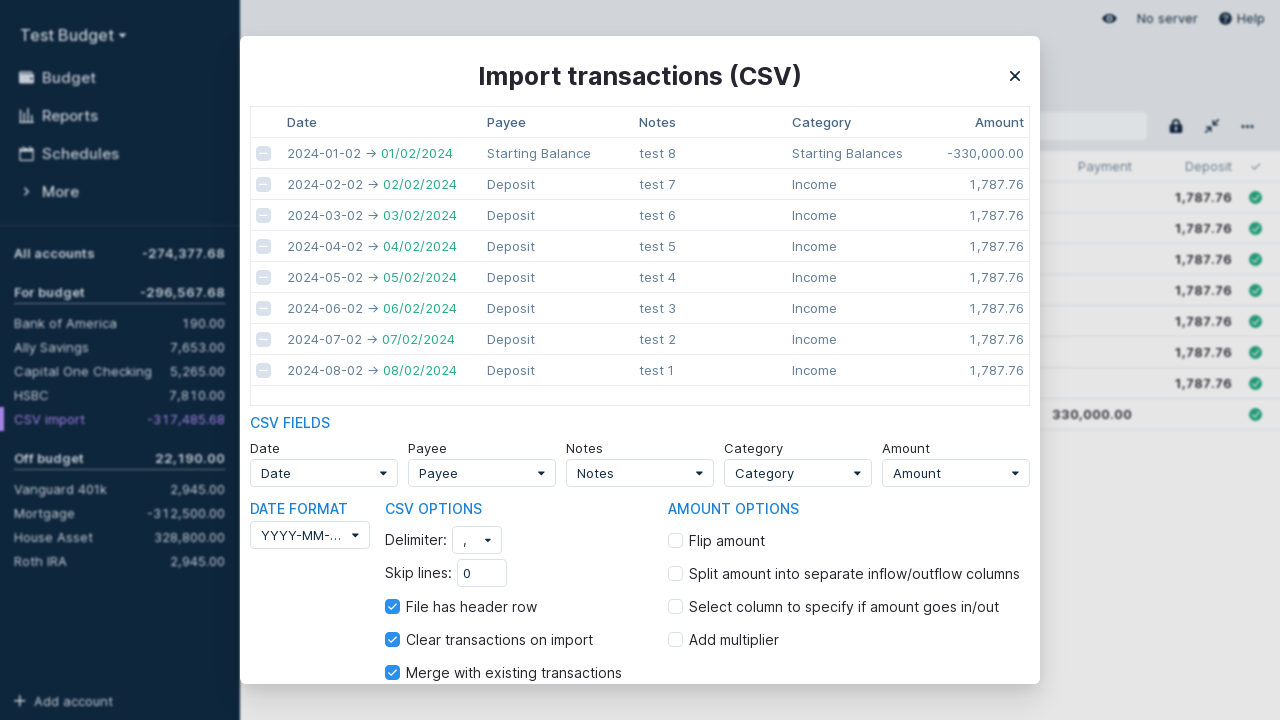 Test Budget
Budget
Reports
Schedules
More
All accounts -274,377.68
For budget -296,567.68
Bank of America 190.00
Ally Savings 7,653.00
Capital One Checking 5,265.00
HSBC 7,810.00
CSV import -317,485.68
Off budget 22,190.00
Vanguard 401k 2,945.00
Mortgage -312,500.00
House Asset 328,800.00
Roth IRA 2,945.00
Add account
No server Help
Payment Deposit
1,787.76
1,787.76
1,787.76
1,787.76
1,787.76
1,787.76
1,787.76
330,000.00
Import transactions (CSV)
Date Payee Notes Category Amount
2024-01-02 → 01/02/2024 Starting Balance test 8 Starting Balances -330,000.00
2024-02-02 → 02/02/2024 Deposit test 7 Income 1,787.76
2024-03-02 → 03/02/2024 Deposit test 6 Income 1,787.76
2024-04-02 → 04/02/2024 Deposit test 5 Income 1,787.76
2024-05-02 → 05/02/2024 Deposit test 4 Income 1,787.76
2024-06-02 → 06/02/2024 Deposit test 3 Income 1,787.76
2024-07-02 → 07/02/2024 Deposit test 2 Income 1,787.76
2024-08-02 → 08/02/2024 Deposit test 1 Income 1,787.76
CSV FIELDS
Date Payee Notes Category Amount
Date Payee Notes Category Amount
DATE FORMAT
YYYY-MM-...
CSV OPTIONS
Delimiter: ,
Skip lines: 0
File has header row
Clear transactions on import
Merge with existing transactions
AMOUNT OPTIONS
Flip amount
Split amount into separate inflow/outflow columns
Select column to specify if amount goes in/out
Add multiplier